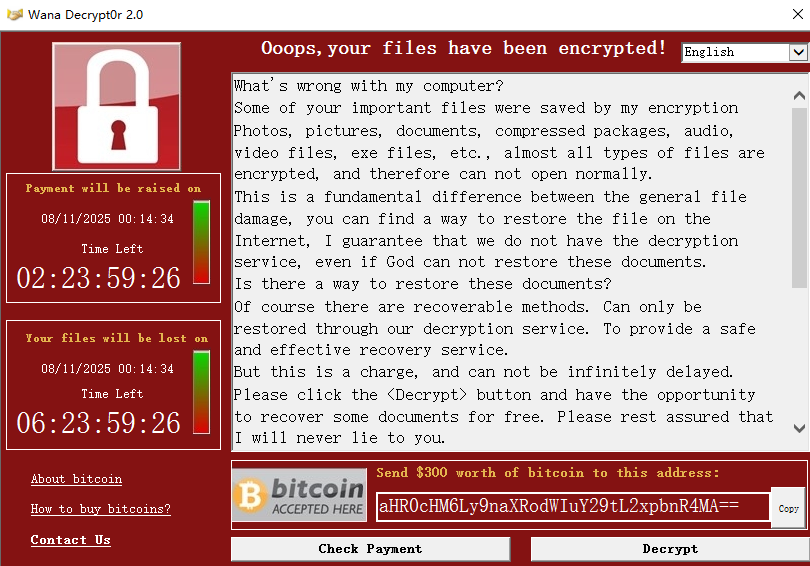 Wana Decrypt0r 2.0
Ooops,your files have been encrypted!
English
Payment will be raised on
08/11/2025 00:14:34
Time Left
02:23:59:26
Your files will be lost on
08/11/2025 00:14:34
Time Left
06:23:59:26
About bitcoin
How to buy bitcoins?
Contact Us
What's wrong with my computer?
Some of your important files were saved by my encryption
Photos, pictures, documents, compressed packages, audio,
video files, exe files, etc., almost all types of files are
encrypted, and therefore can not open normally.
This is a fundamental difference between the general file
damage, you can find a way to restore the file on the
Internet, I guarantee that we do not have the decryption
service, even if God can not restore these documents.
Is there a way to restore these documents?
Of course there are recoverable methods. Can only be
restored through our decryption service. To provide a safe
and effective recovery service.
But this is a charge, and can not be infinitely delayed.
Please click the <Decrypt> button and have the opportunity
to recover some documents for free. Please rest assured that
I will never lie to you.
bitcoin
ACCEPTED HERE
Send $300 worth of bitcoin to this address:
aHR0cHM6Ly9naXRodWIuY29tL2xpbnR4MA==
Copy
Check Payment
Decrypt